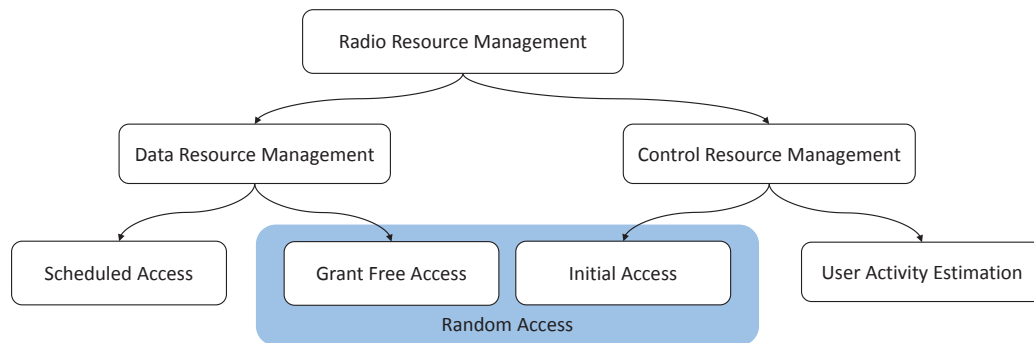 Radio Resource Management
Data Resource Management
Control Resource Management
Scheduled Access
Grant Free Access
Initial Access
User Activity Estimation
Random Access